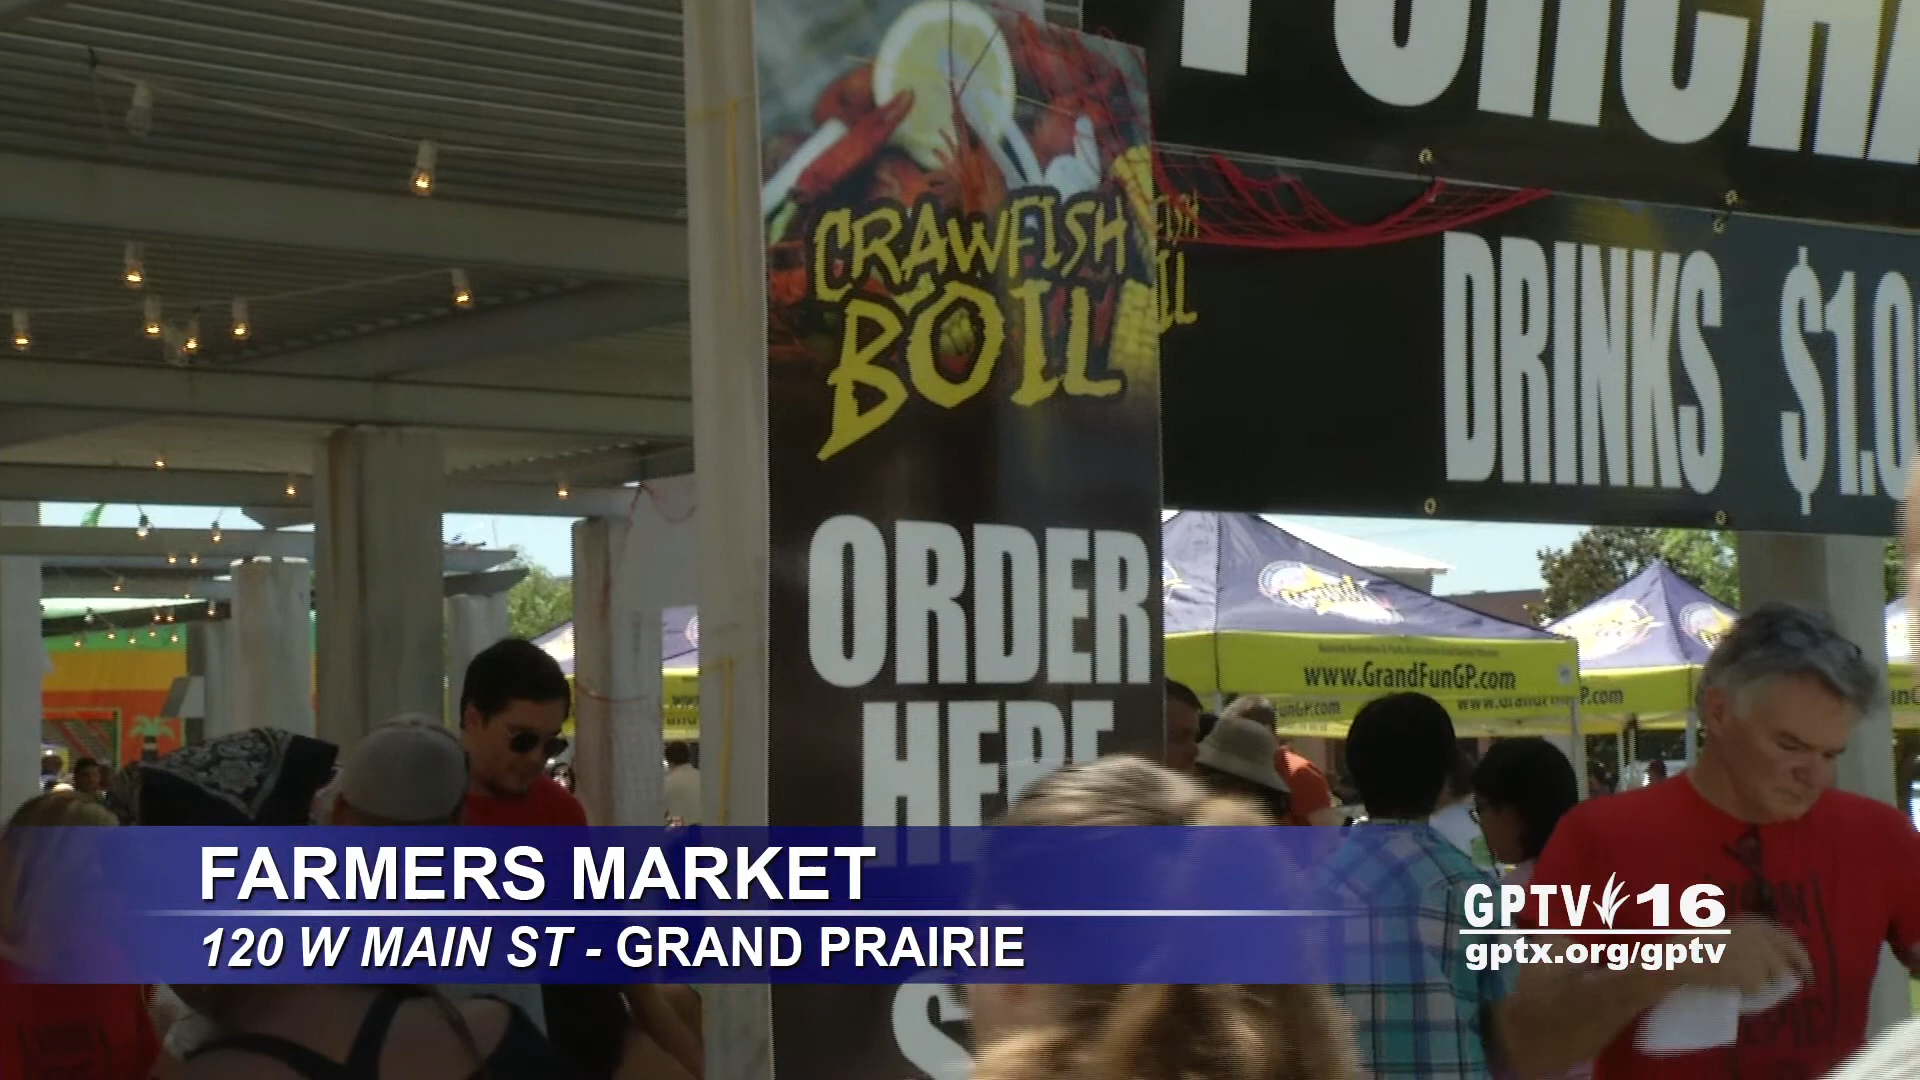 CRAWFISH
BOIL
ORDER
HERE
DRINKS $1.0
www.GrandFunGP.com
FARMERS MARKET
120 W MAIN ST - GRAND PRAIRIE
GPTV 16
gptx.org/gptv